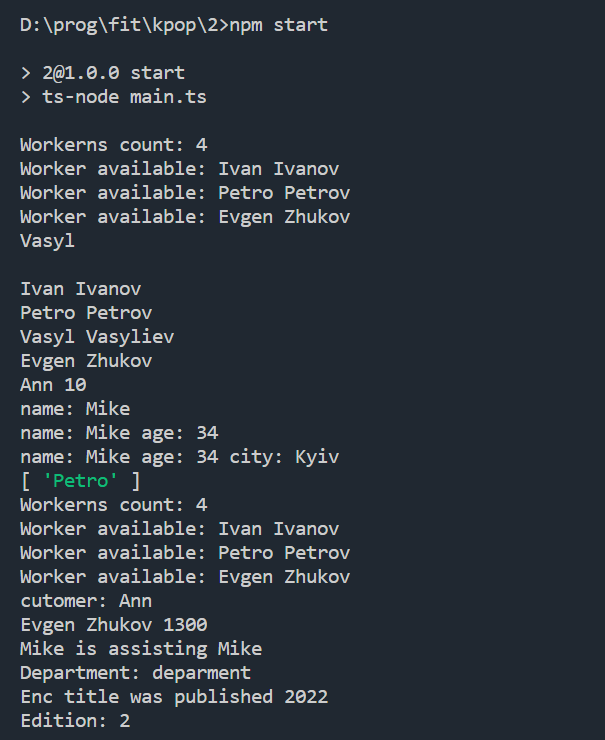 D:\prog\fit\kpop\2>npm start
> 2@1.0.0 start
> ts-node main.ts
Workerns count: 4
Worker available: Ivan Ivanov
Worker available: Petro Petrov
Worker available: Evgen Zhukov
Vasyl
Ivan Ivanov
Petro Petrov
Vasyl Vasyliev
Evgen Zhukov
Ann 10
name: Mike
name: Mike age: 34
name: Mike age: 34 city: Kyiv
[ 'Petro' ]
Workerns count: 4
Worker available: Ivan Ivanov
Worker available: Petro Petrov
Worker available: Evgen Zhukov
cutomer: Ann
Evgen Zhukov 1300
Mike is assisting Mike
Department: deparment
Enc title was published 2022
Edition: 2